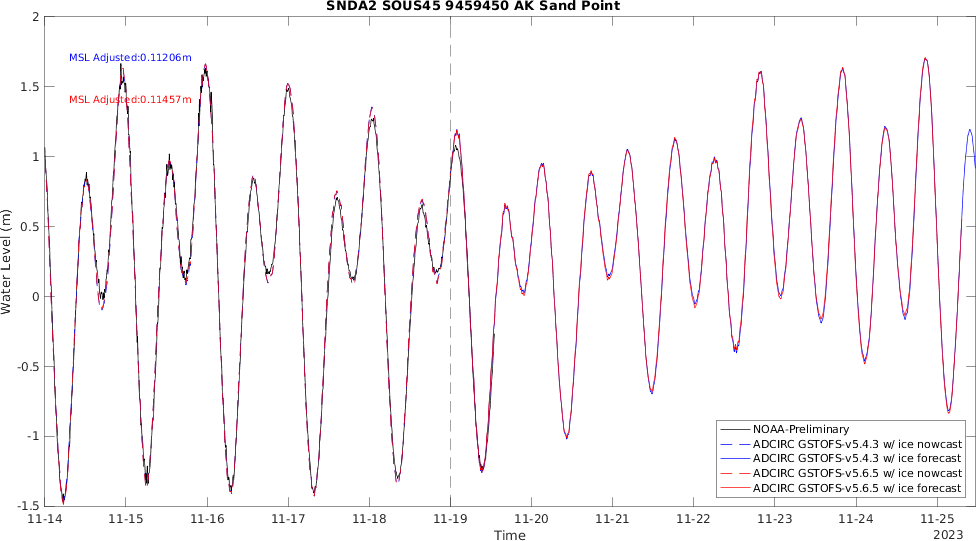 SNDA2 SOUS45 9459450 AK Sand Point
2
1.5
1
0.5
0
-0.5
-1
-1.5
Water Level (m)
MSL Adjusted:0.11206m
MSL Adjusted:0.11457m
NOAA-Preliminary
ADCIRC GSTOFS-v5.4.3 w/ ice nowcast
ADCIRC GSTOFS-v5.4.3 w/ ice forecast
ADCIRC GSTOFS-v5.6.5 w/ ice nowcast
ADCIRC GSTOFS-v5.6.5 w/ ice forecast
11-14 11-15 11-16 11-17 11-18 11-19 11-20 11-21 11-22 11-23 11-24 11-25
Time
2023